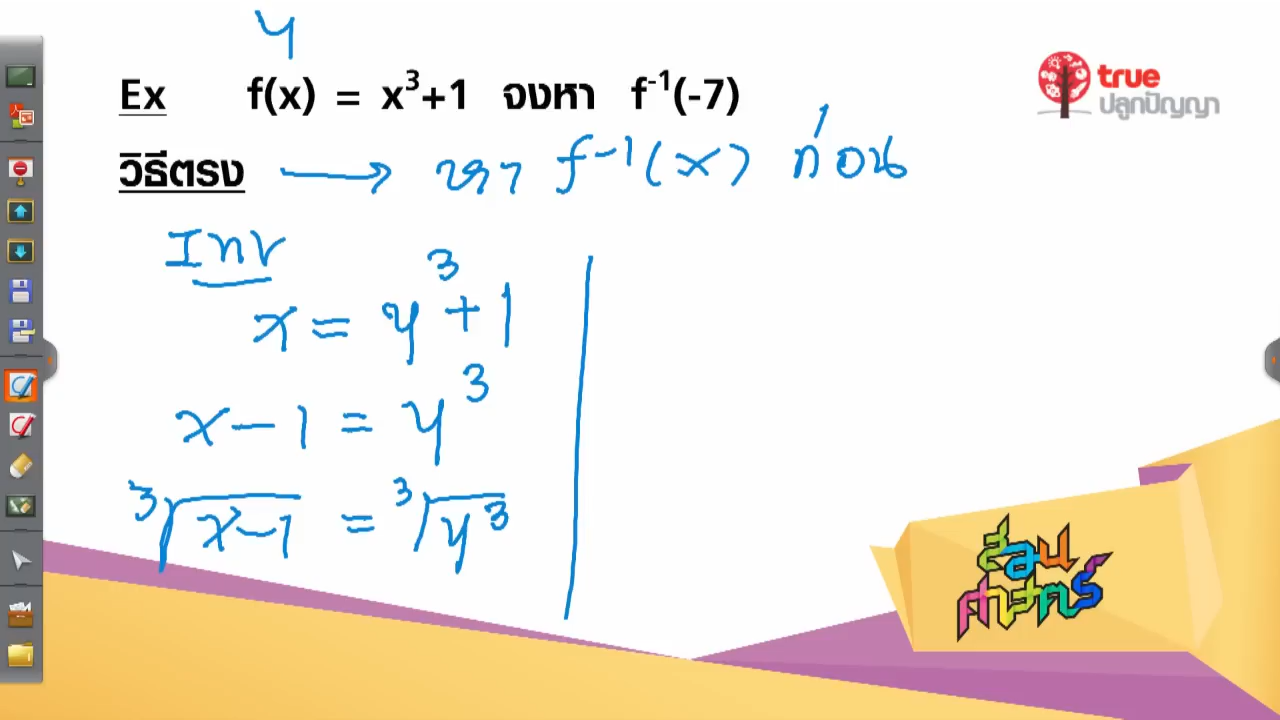 y
Ex f(x) = x³+1 จงหา f⁻¹(-7)
true
ปลูกปัญญา
วิธีตรง → หา f⁻¹(x) ก่อน
Inv
x = y³ + 1
x - 1 = y³
³√x-1 = ³√y³
สอน
ศาสตร์